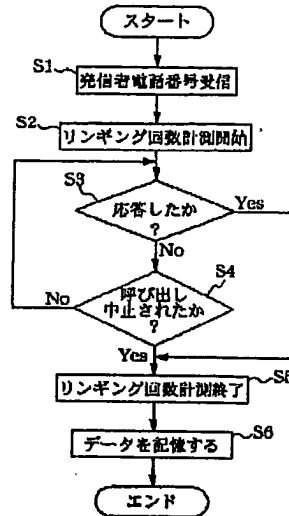 スタート
S1
発信者電話番号受信
S2
リンギング回数計測開始
S3
応答したか
?
Yes
No
S4
呼び出し
中止されたか
?
No
Yes
S5
リンギング回数計測終了
S6
データを記憶する
エンド